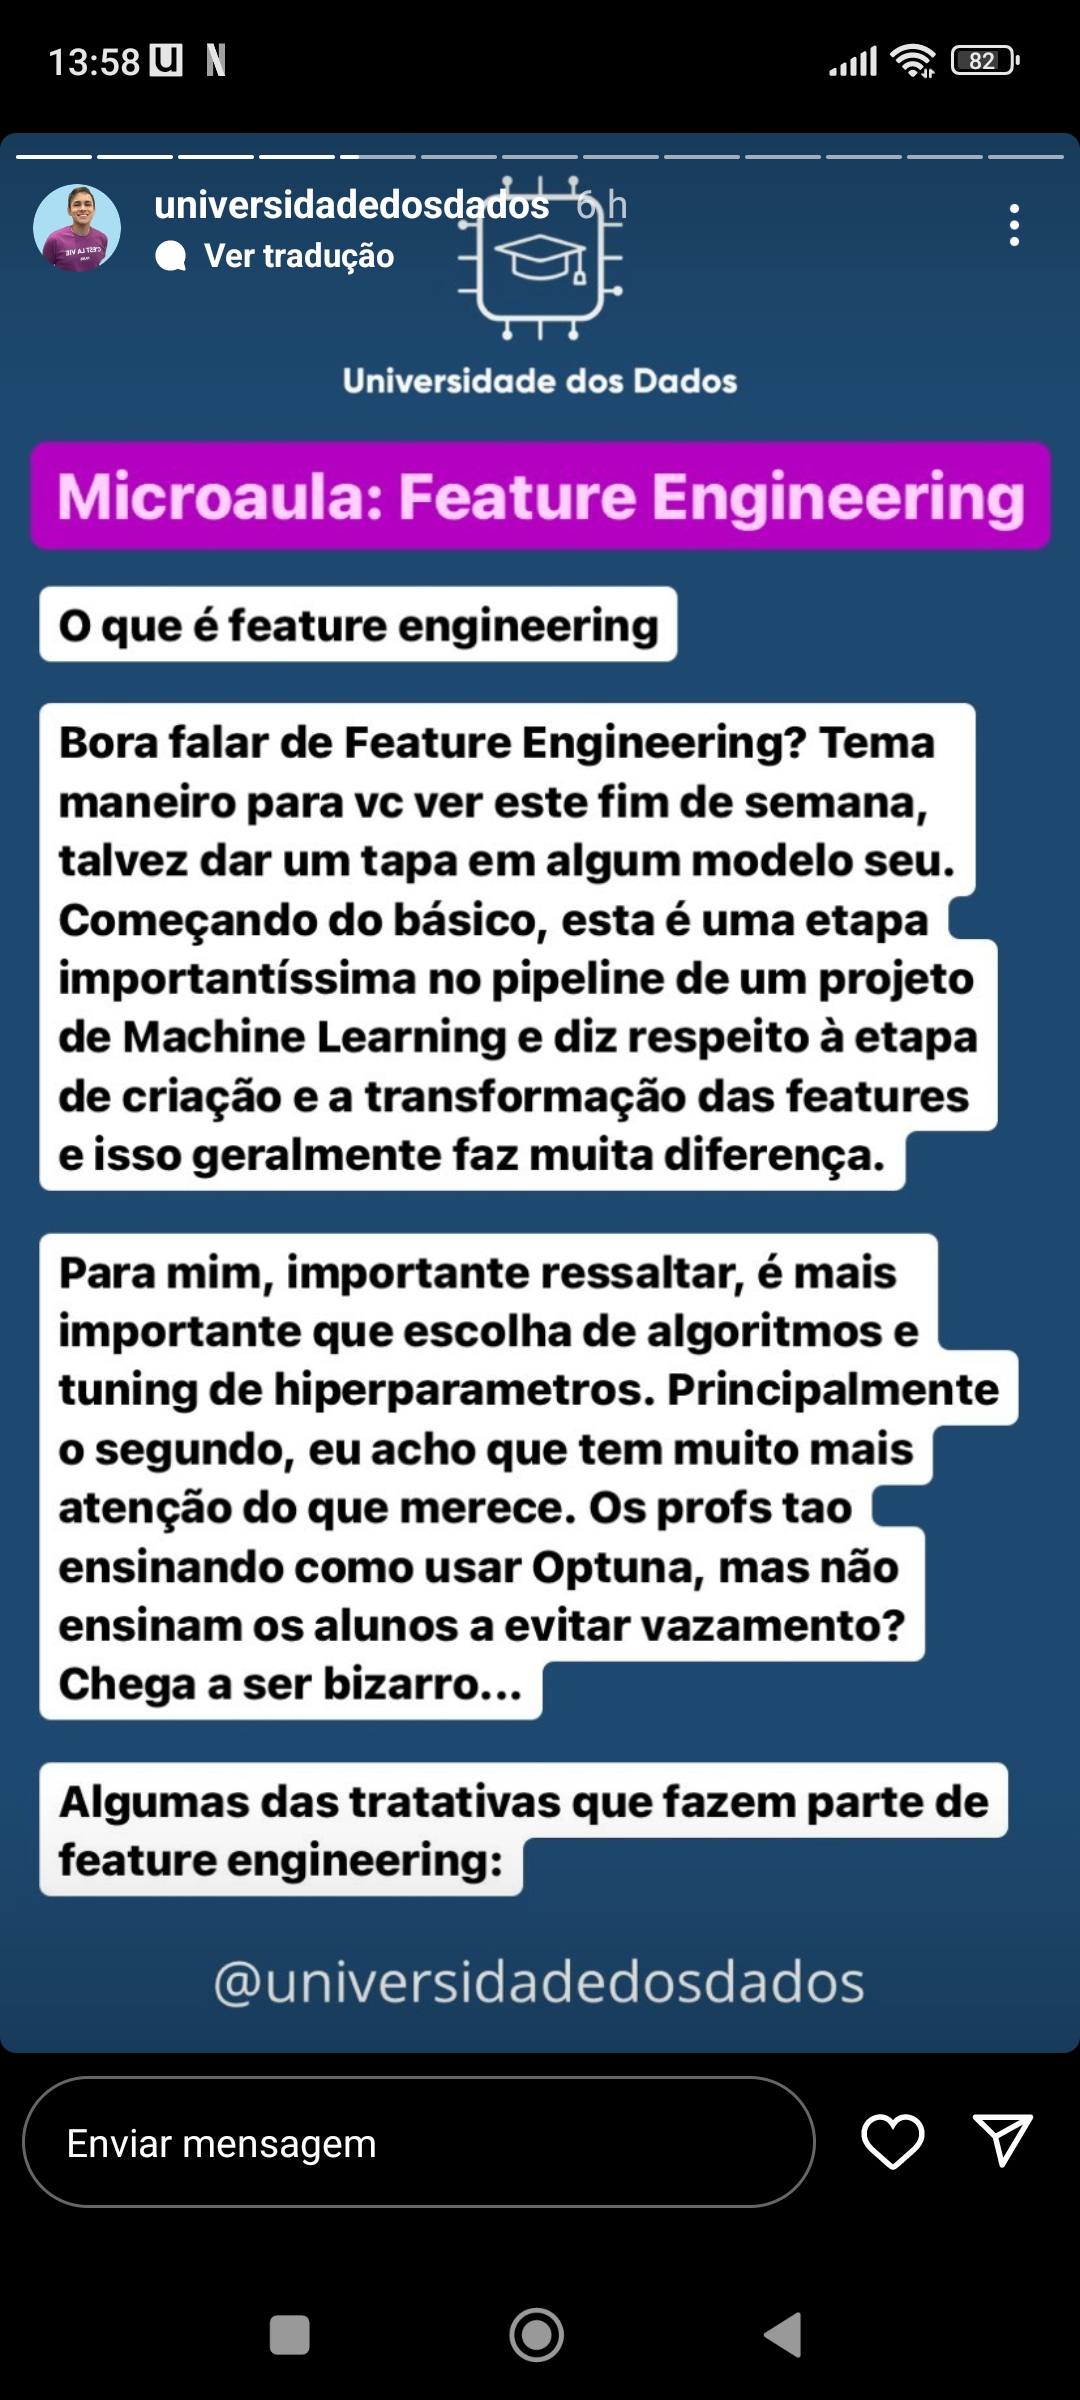 13:58
82
universidadedosdados 6 h
Ver tradução
Universidade dos Dados
Microaula: Feature Engineering
O que é feature engineering
Bora falar de Feature Engineering? Tema
maneiro para vc ver este fim de semana,
talvez dar um tapa em algum modelo seu.
Começando do básico, esta é uma etapa
importantíssima no pipeline de um projeto
de Machine Learning e diz respeito à etapa
de criação e a transformação das features
e isso geralmente faz muita diferença.
Para mim, importante ressaltar, é mais
importante que escolha de algoritmos e
tuning de hiperparametros. Principalmente
o segundo, eu acho que tem muito mais
atenção do que merece. Os profs tao
ensinando como usar Optuna, mas não
ensinam os alunos a evitar vazamento?
Chega a ser bizarro...
Algumas das tratativas que fazem parte de
feature engineering:
@universidadedosdados
Enviar mensagem